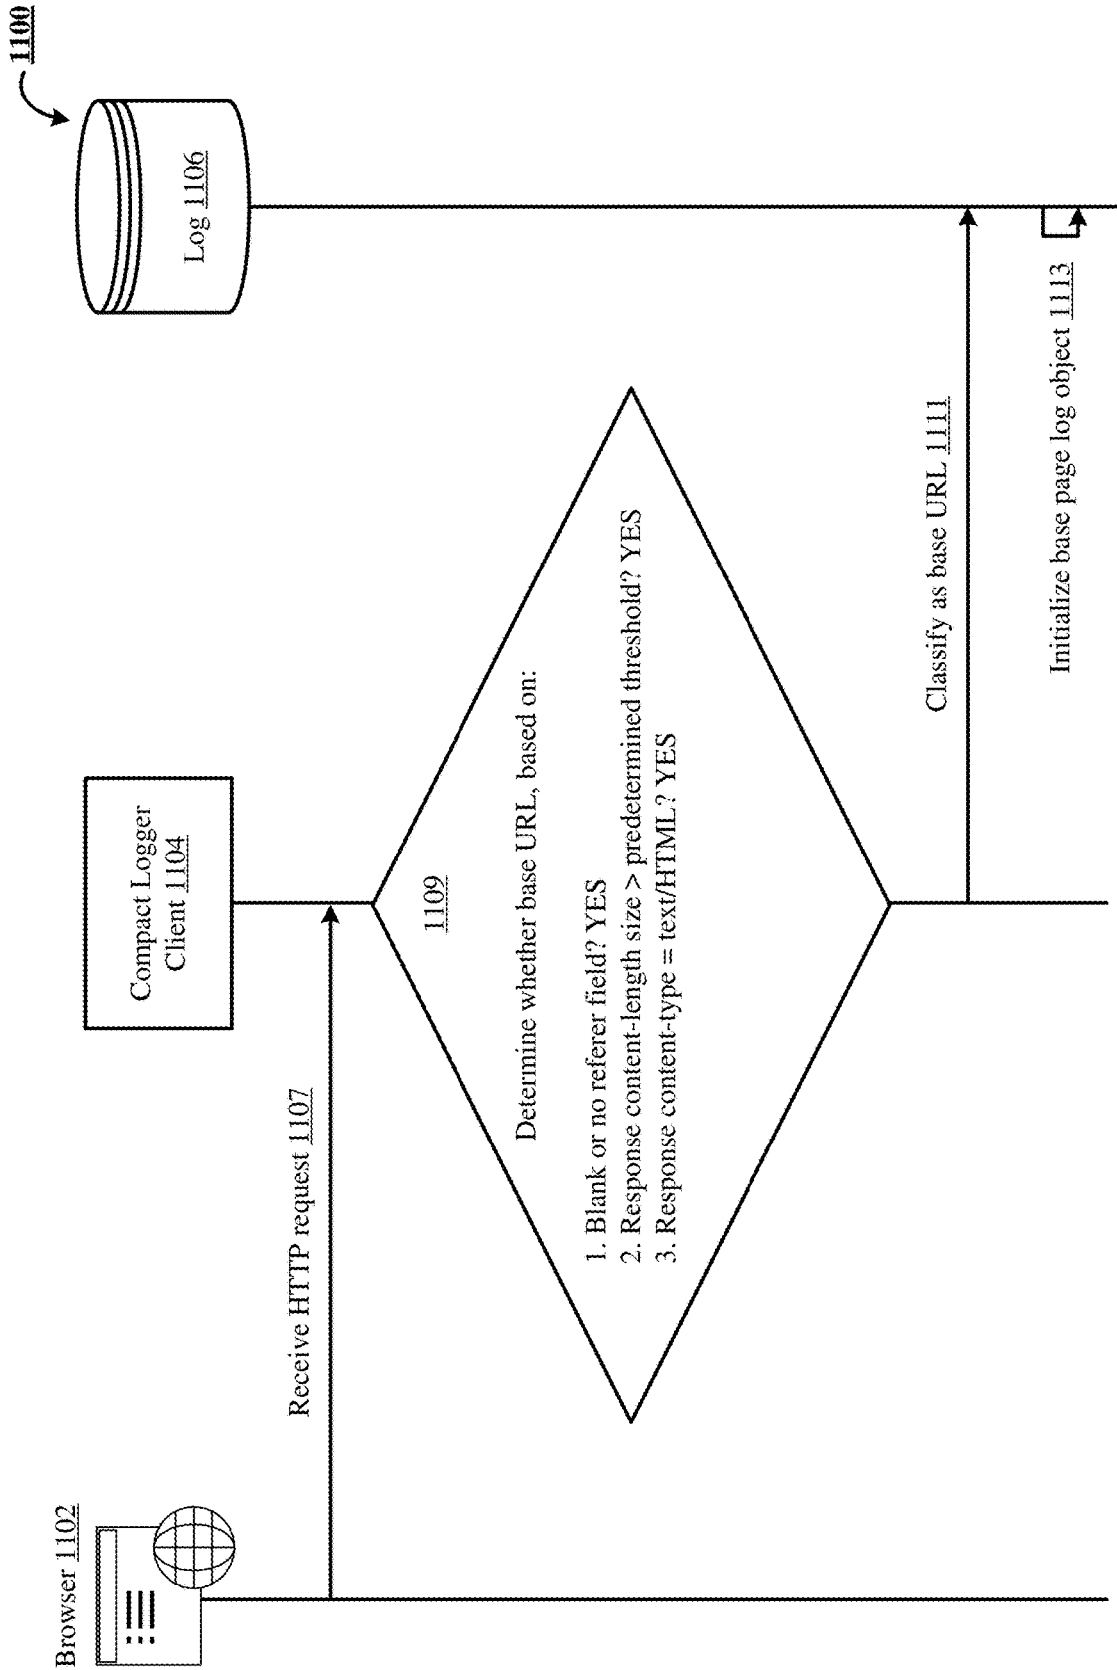 1100
Browser 1102
Compact Logger
Client 1104
Log 1106
Receive HTTP request 1107
1109
Determine whether base URL, based on:
1. Blank or no referer field? YES
2. Response content-length size > predetermined threshold? YES
3. Response content-type = text/HTML? YES
Classify as base URL 1111
Initialize base page log object 1113